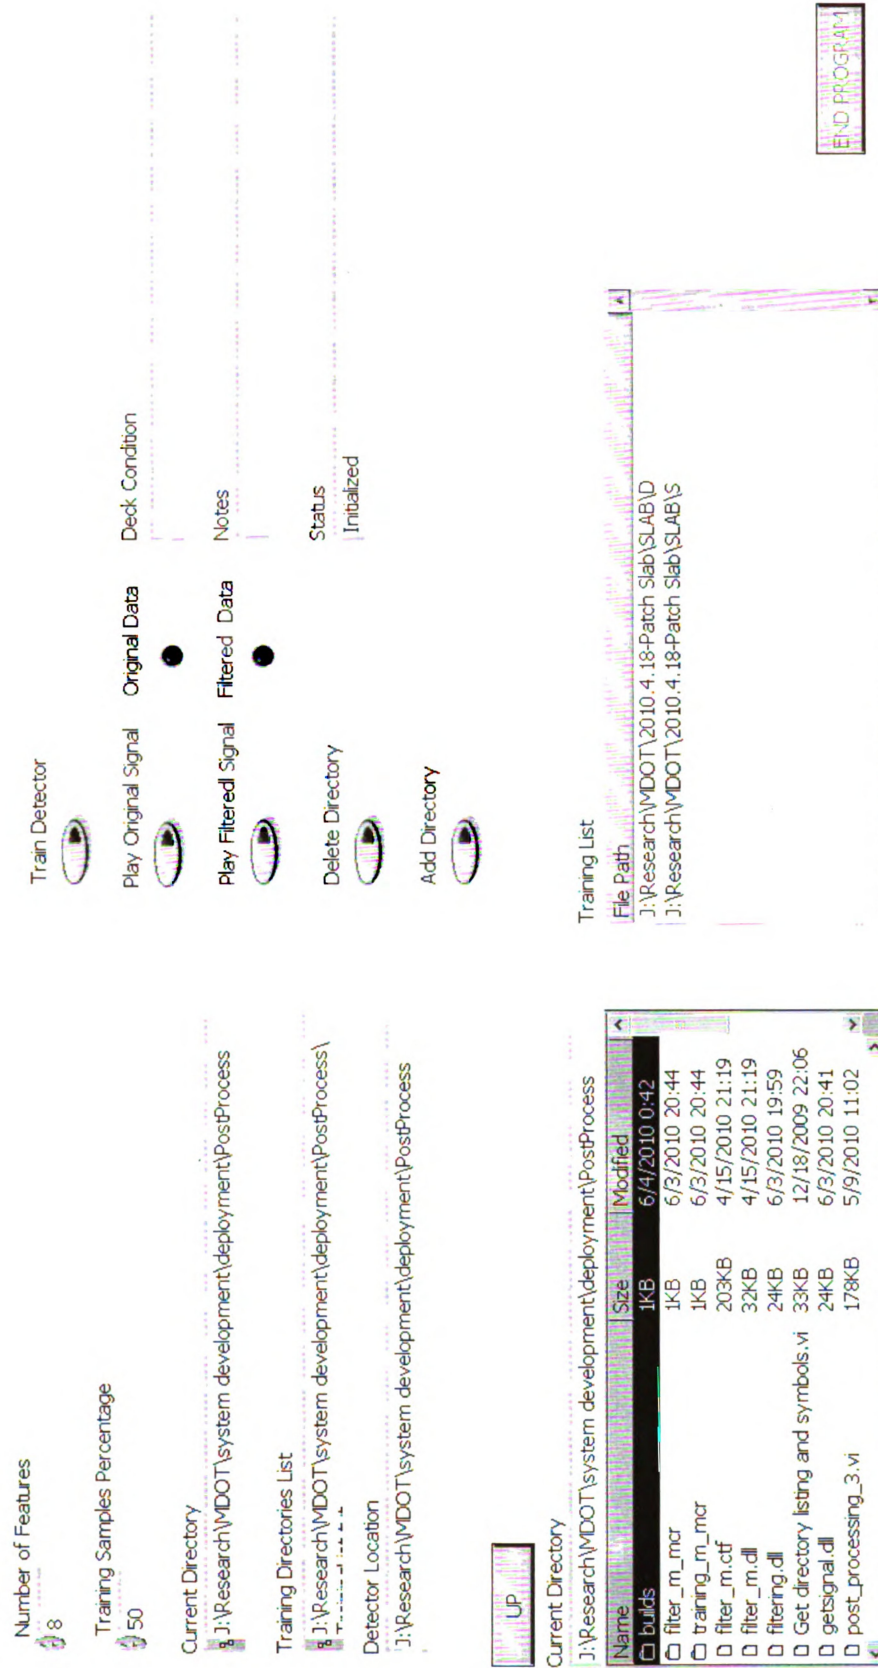 Number of Features
8
Training Samples Percentage
50
Current Directory
J:\Research\MDOT\system development\deployment\PostProcess
Training Directories List
J:\Research\MDOT\system development\deployment\PostProcess\
Detector Location
J:\Research\MDOT\system development\deployment\PostProcess
Train Detector
Play Original Signal
Original Data
Play Filteredl Signal
Filtered Data
Delete Directory
Add Directory
Deck Condition
Notes
Status
Initialized
UP
Current Directory
J:\Research\MDOT\system development\deployment\PostProcess
Name Size Modified
builds 1KB 6/4/2010 0:42
filter_m_mcr 1KB 6/3/2010 20:44
training_m_mcr 1KB 6/3/2010 20:44
filter_m.ctf 203KB 4/15/2010 21:19
filter_m.dll 32KB 4/15/2010 21:19
filtering.dll 24KB 6/3/2010 19:59
Get directory listing and symbols.vi 33KB 12/18/2009 22:06
getsignal.dll 24KB 6/3/2010 20:41
post_processing_3.vi 178KB 5/9/2010 11:02
Training List
File Path
J:\Research\MDOT\2010.4.18-Patch Slab\SLAB\D
J:\Research\MDOT\2010.4.18-Patch Slab\SLAB\S
END PROGRAM